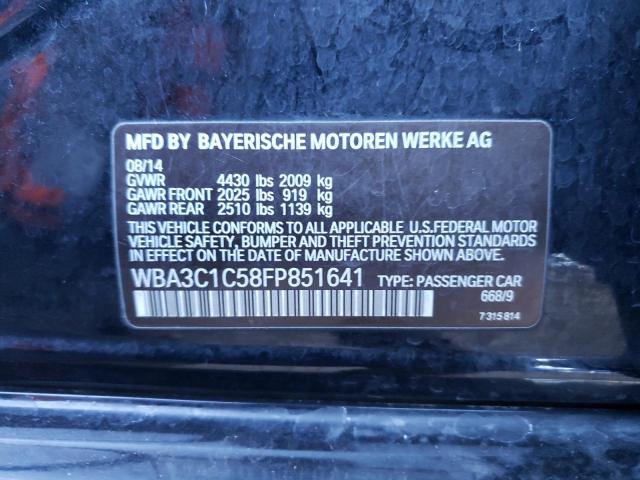 MFD BY BAYERISCHE MOTOREN WERKE AG
08/14
GVWR 4430 lbs 2009 kg
GAWR FRONT 2025 lbs 919 kg
GAWR REAR 2510 lbs 1139 kg
THIS VEHICLE CONFORMS TO ALL APPLICABLE U.S.FEDERAL MOTOR
VEHICLE SAFETY, BUMPER AND THEFT PREVENTION STANDARDS
IN EFFECT ON THE DATE OF MANUFACTURE SHOWN ABOVE.
WBA3C1C58FP851641 TYPE: PASSENGER CAR
668/9
7315814